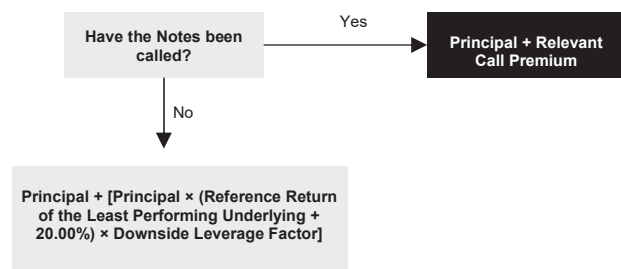 Have the Notes been
called?
Yes
Principal + Relevant
Call Premium
No
Principal + [Principal × (Reference Return
of the Least Performing Underlying +
20.00%) × Downside Leverage Factor]